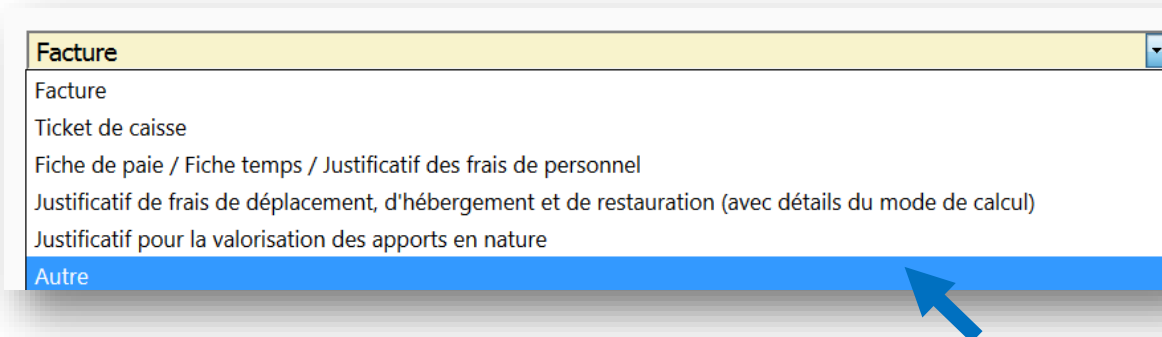 Facture
Facture
Ticket de caisse
Fiche de paie / Fiche temps / Justificatif des frais de personnel
Justificatif de frais de déplacement, d'hébergement et de restauration (avec détails du mode de calcul)
Justificatif pour la valorisation des apports en nature
Autre